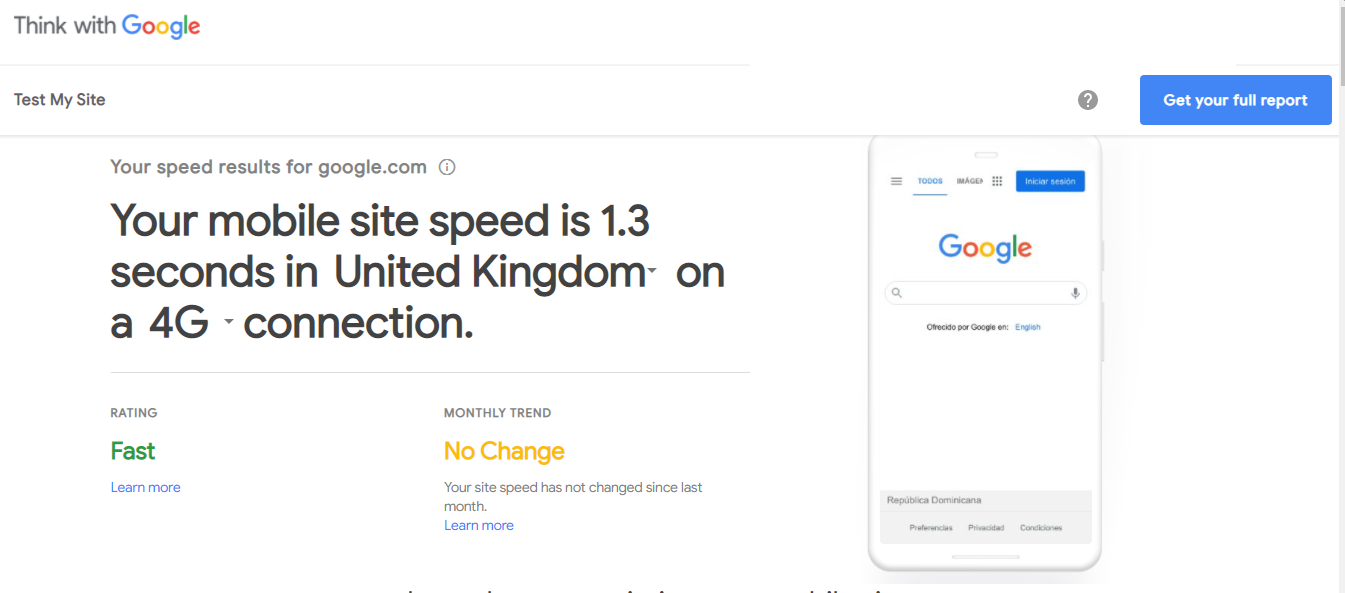 Think with Google
Test My Site
Get your full report
Your speed results for google.com
Your mobile site speed is 1.3
seconds in United Kingdom on
a 4G connection.
RATING
Fast
Learn more
MONTHLY TREND
No Change
Your site speed has not changed since last
month.
Learn more
TODOS
Iniciar sesión
Google
Ofrecido por Google en: English
República Dominicana
Preferencias Privacidad Condiciones